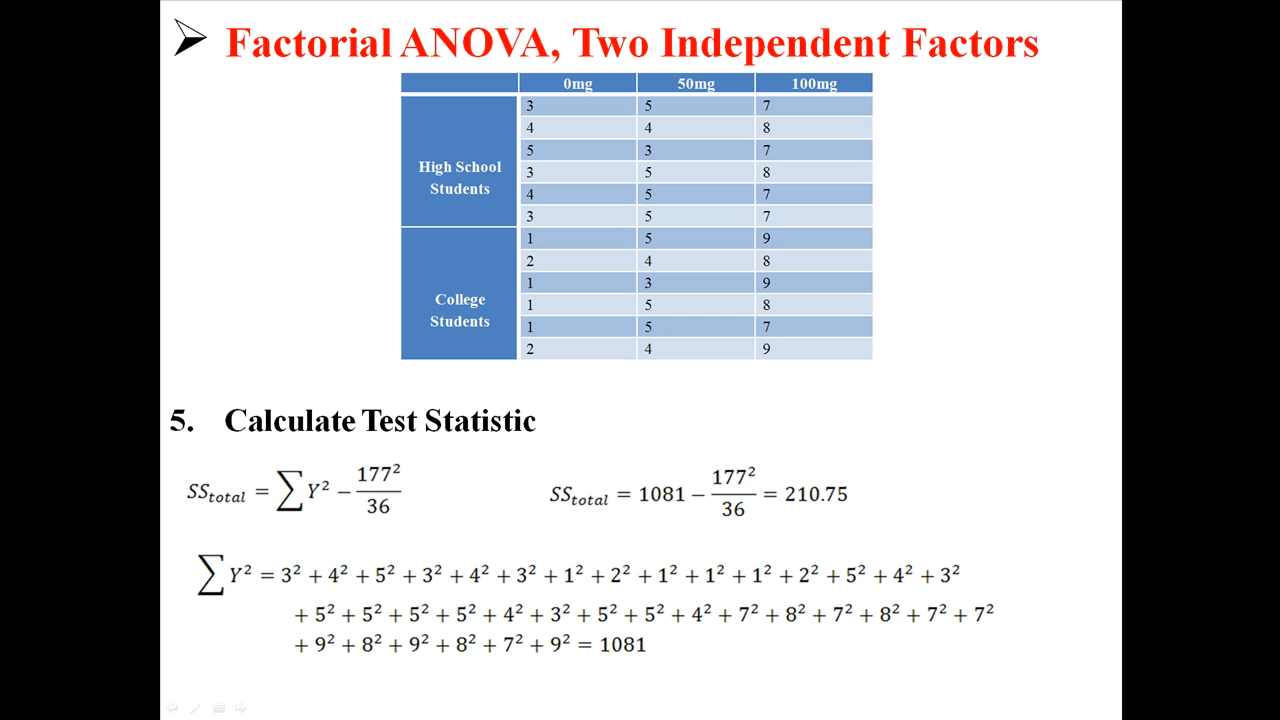 ➢ Factorial ANOVA, Two Independent Factors
0mg 50mg 100mg
High School Students
3 5 7
4 4 8
5 3 7
3 5 8
4 5 7
3 5 7
College Students
1 5 9
2 4 8
1 3 9
1 5 8
1 5 7
2 4 9
5. Calculate Test Statistic
SS_total = ∑ Y² − 177²/36
SS_total = 1081 − 177²/36 = 210.75
∑ Y² = 3² + 4² + 5² + 3² + 4² + 3² + 1² + 2² + 1² + 1² + 1² + 2² + 5² + 4² + 3²
+ 5² + 5² + 5² + 5² + 4² + 3² + 5² + 5² + 4² + 7² + 8² + 7² + 8² + 7² + 7²
+ 9² + 8² + 9² + 8² + 7² + 9² = 1081